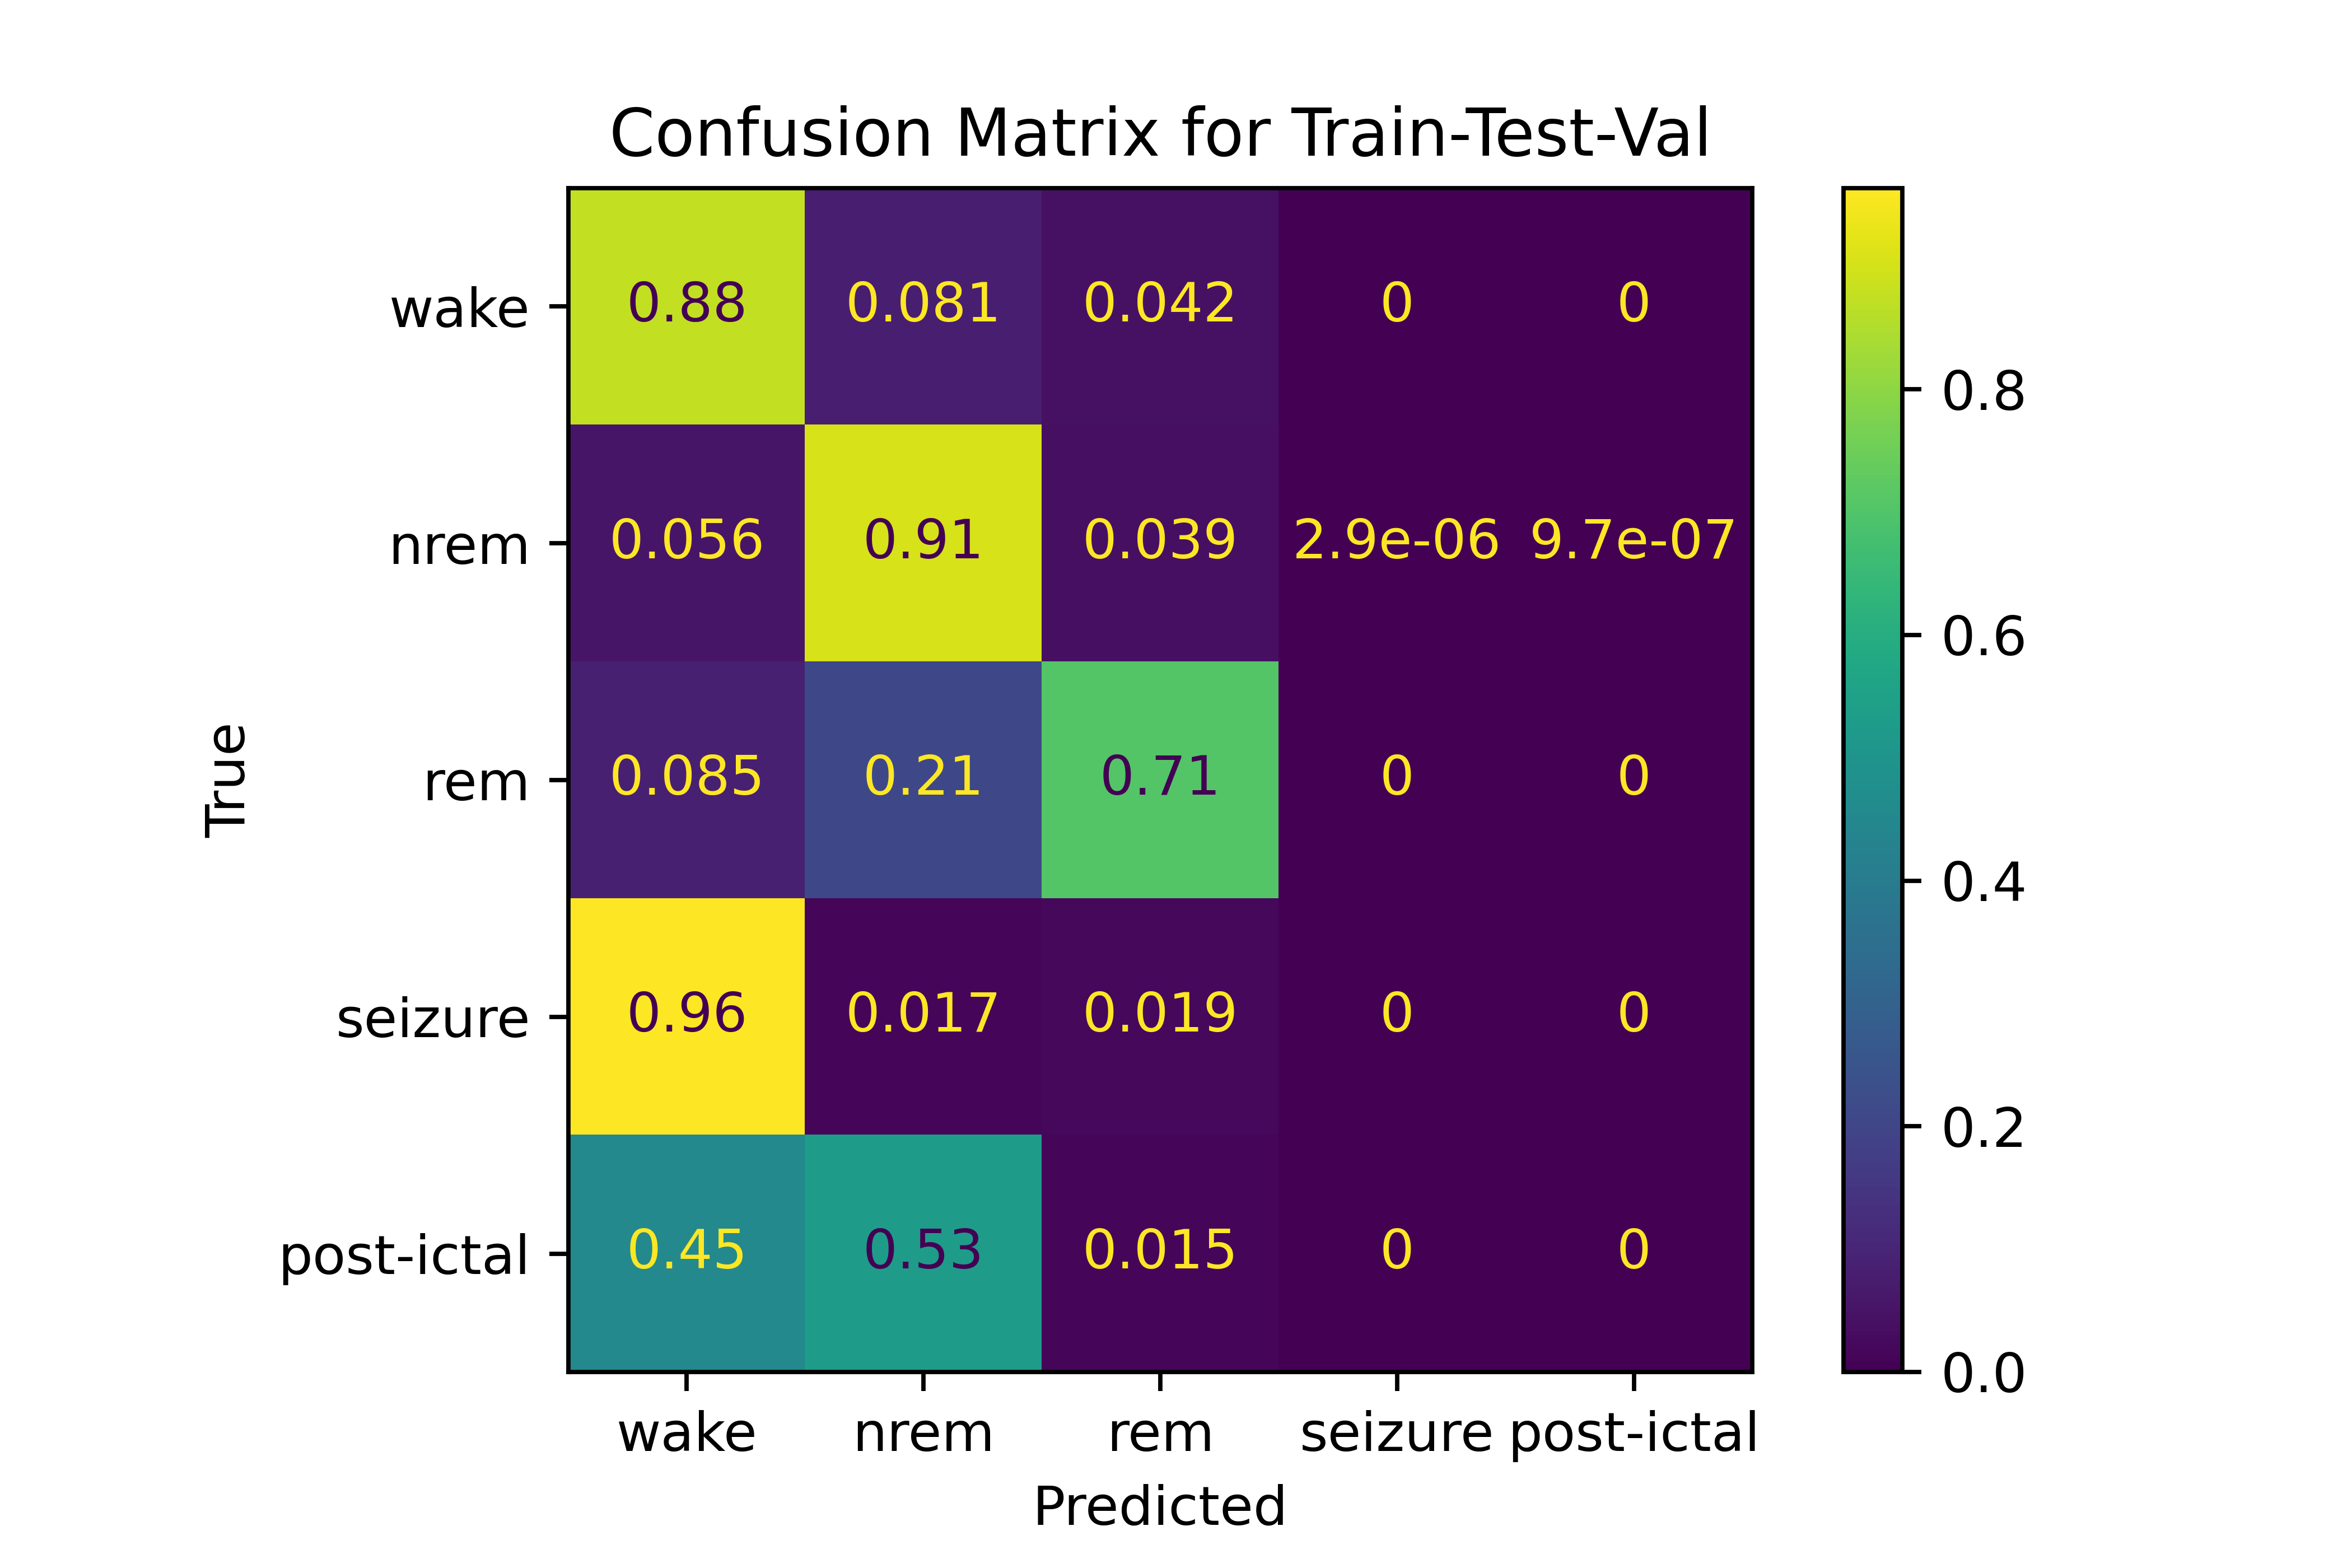 Confusion Matrix for Train-Test-Val
wake 0.88 0.081 0.042 0 0
nrem 0.056 0.91 0.039 2.9e-06 9.7e-07
rem 0.085 0.21 0.71 0 0
seizure 0.96 0.017 0.019 0 0
post-ictal 0.45 0.53 0.015 0 0
True
wake nrem rem seizure post-ictal
Predicted
0.8
0.6
0.4
0.2
0.0